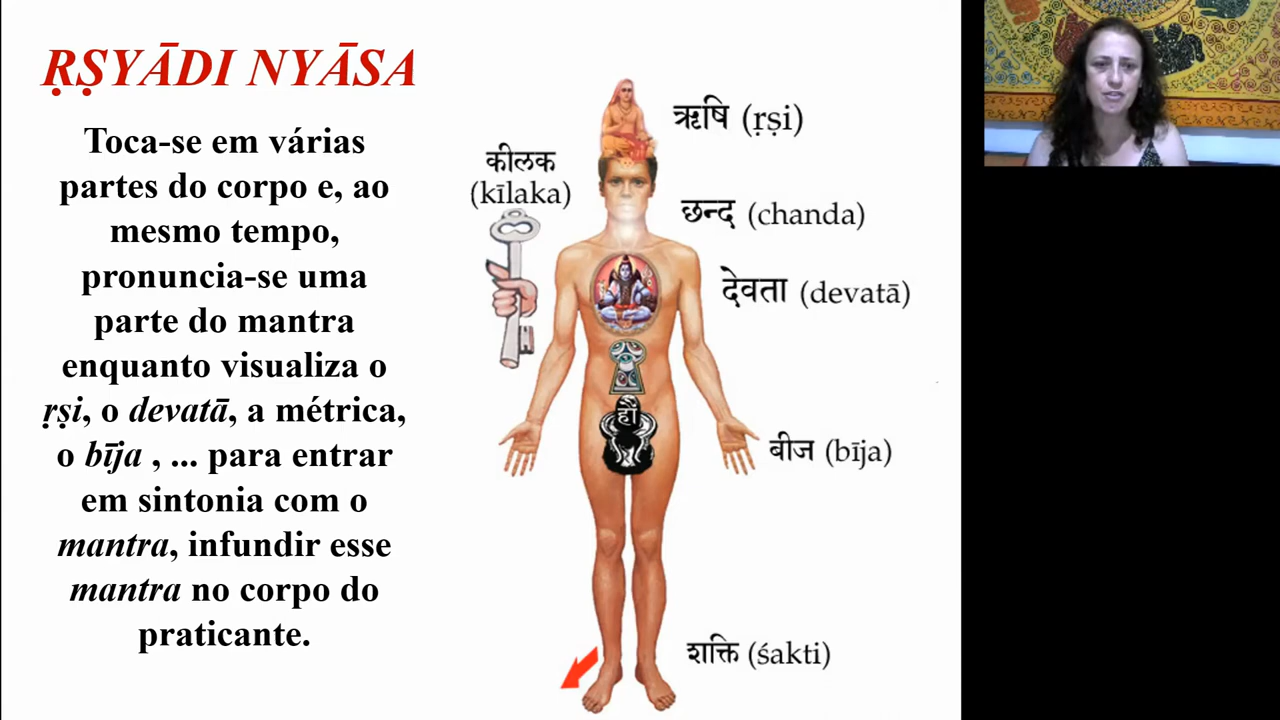 ṚṢYĀDI NYĀSA
Toca-se em várias
partes do corpo e, ao
mesmo tempo,
pronuncia-se uma
parte do mantra
enquanto visualiza o
ṛṣi, o devatā, a métrica,
o bīja , ... para entrar
em sintonia com o
mantra, infundir esse
mantra no corpo do
praticante.
ऋषि (ṛṣi)
कीलक
(kīlaka)
छन्द (chanda)
देवता (devatā)
हौं
बीज (bīja)
शक्ति (śakti)